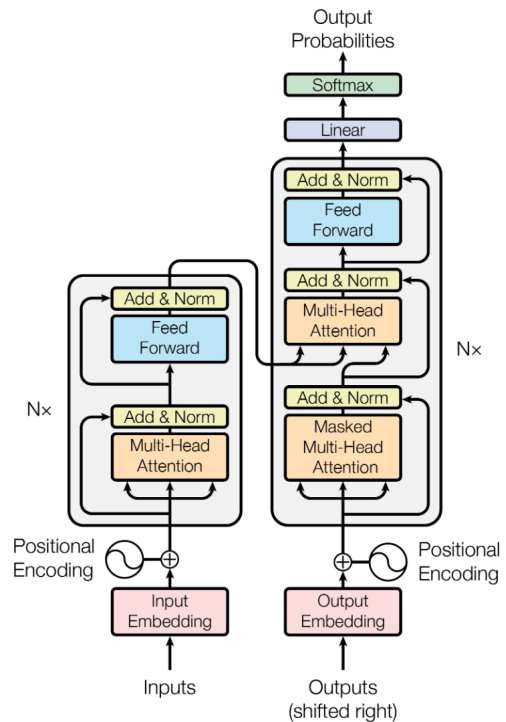 Output
Probabilities
Softmax
Linear
Add & Norm
Feed
Forward
Add & Norm
Multi-Head
Attention
Add & Norm
Masked
Multi-Head
Attention
N×
Add & Norm
Feed
Forward
Add & Norm
Multi-Head
Attention
N×
Positional
Encoding
Positional
Encoding
Input
Embedding
Output
Embedding
Inputs
Outputs
(shifted right)